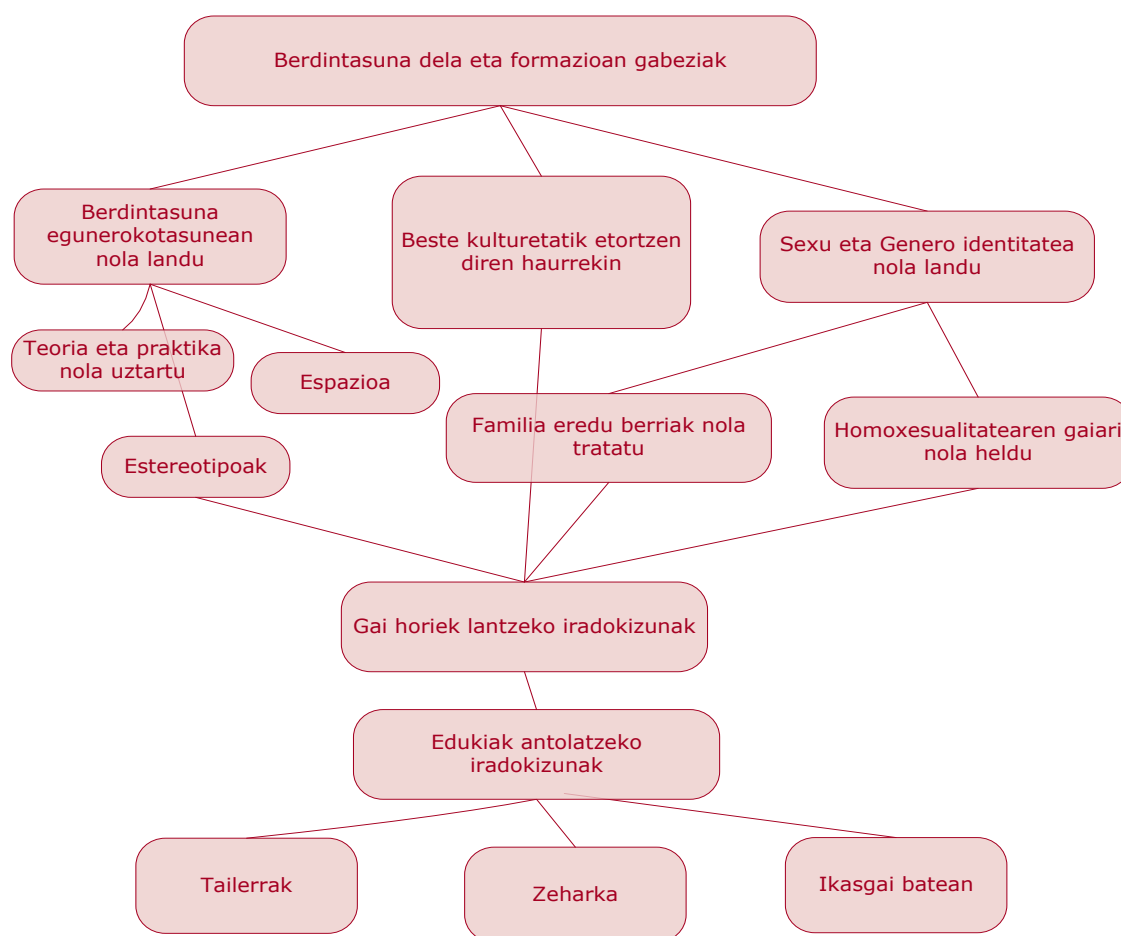 Berdintasuna dela eta formazioan gabeziak
Berdintasuna
egunerokotasunean
nola landu
Beste kulturetatik etortzen
diren haurrekin
Sexu eta Genero identitatea
nola landu
Teoria eta praktika
nola uztartu
Espazioa
Estereotipoak
Familia eredu berriak nola
tratatu
Homoxesualitatearen gaiari
nola heldu
Gai horiek lantzeko iradokizunak
Edukiak antolatzeko
iradokizunak
Tailerrak
Zeharka
Ikasgai batean